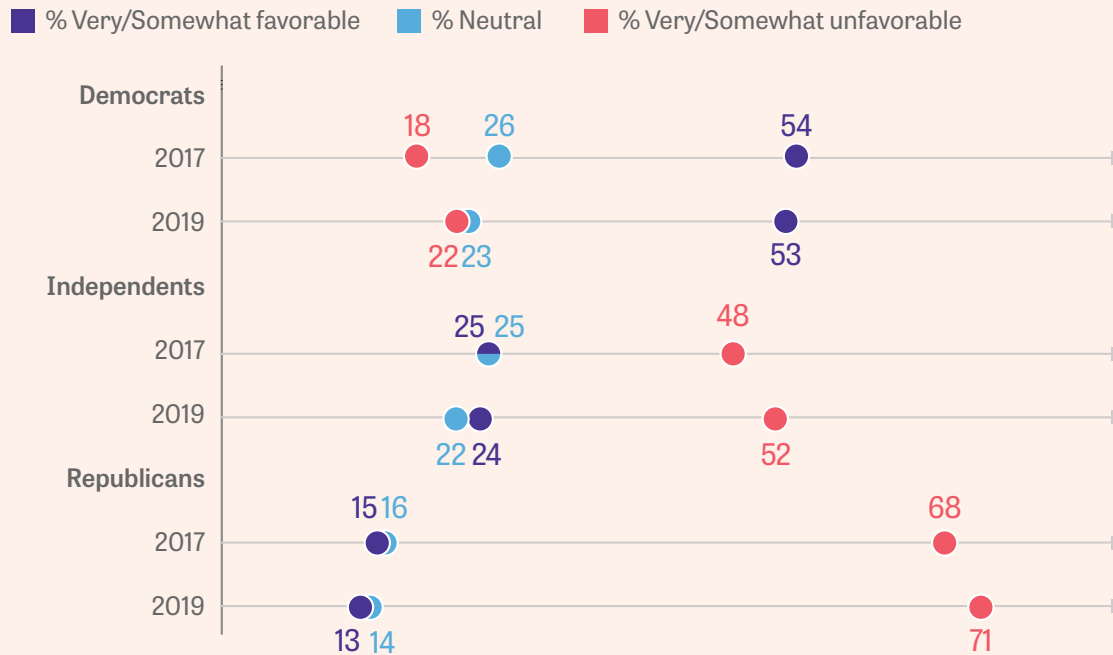 % Very/Somewhat favorable % Neutral % Very/Somewhat unfavorable
Democrats
18 26 54
2017
2019
22 23 53
Independents
25 25 48
2017
2019
22 24 52
Republicans
15 16 68
2017
2019
13 14 71